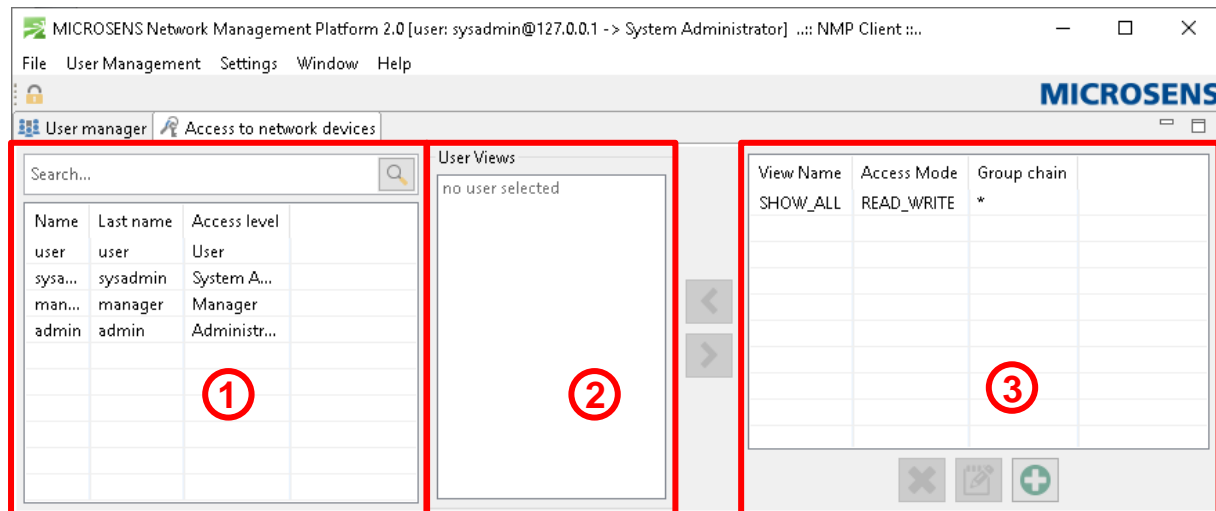 MICROSENS Network Management Platform 2.0 [user: sysadmin@127.0.0.1 -> System Administrator] ..:: NMP Client ::..
File User Management Settings Window Help
MICROSENS
User manager Access to network devices
Search...
Name Last name Access level
user user User
sysa... sysadmin System A...
man... manager Manager
admin admin Administr...
1
User Views
no user selected
2
View Name Access Mode Group chain
SHOW_ALL READ_WRITE *
3